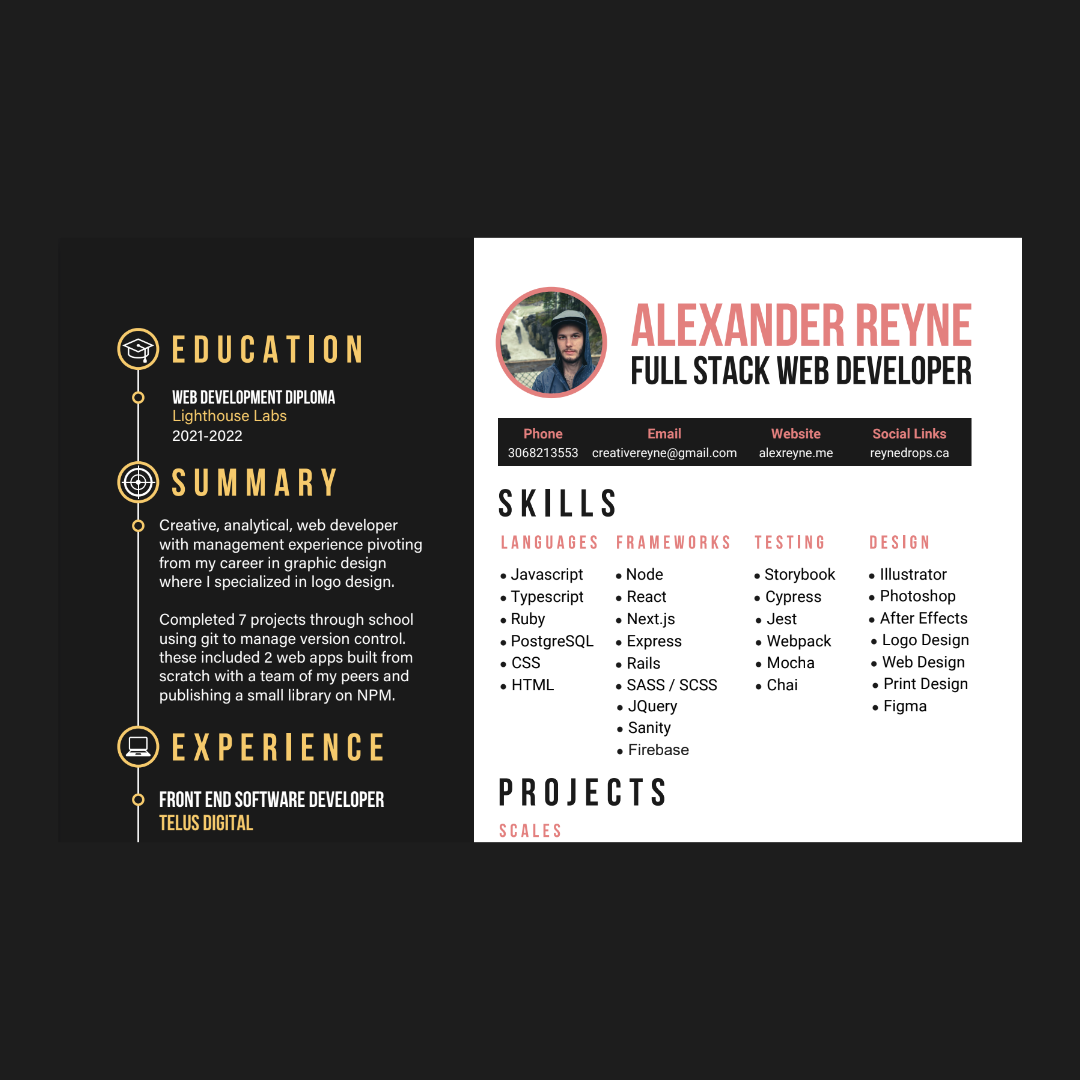 EDUCATION
WEB DEVELOPMENT DIPLOMA
Lighthouse Labs
2021-2022
SUMMARY
Creative, analytical, web developer
with management experience pivoting
from my career in graphic design
where I specialized in logo design.
Completed 7 projects through school
using git to manage version control.
these included 2 web apps built from
scratch with a team of my peers and
publishing a small library on NPM.
EXPERIENCE
FRONT END SOFTWARE DEVELOPER
TELUS DIGITAL
ALEXANDER REYNE
FULL STACK WEB DEVELOPER
Phone Email Website Social Links
3068213553 creativereyne@gmail.com alexreyne.me reynedrops.ca
SKILLS
LANGUAGES
• Javascript
• Typescript
• Ruby
• PostgreSQL
• CSS
• HTML
FRAMEWORKS
• Node
• React
• Next.js
• Express
• Rails
• SASS / SCSS
• JQuery
• Sanity
• Firebase
TESTING
• Storybook
• Cypress
• Jest
• Webpack
• Mocha
• Chai
DESIGN
• Illustrator
• Photoshop
• After Effects
• Logo Design
• Web Design
• Print Design
• Figma
PROJECTS
SCALES